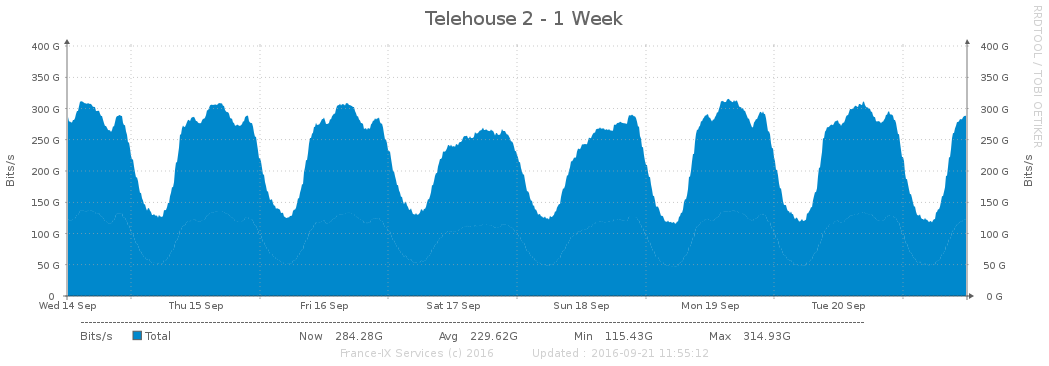 Telehouse 2 - 1 Week
RRDTOOL / TOBI OETIKER
Bits/s
400 G 400 G
350 G 350 G
300 G 300 G
250 G 250 G
200 G 200 G
150 G 150 G
100 G 100 G
50 G 50 G
0 0 G
Bits/s
Wed 14 Sep Thu 15 Sep Fri 16 Sep Sat 17 Sep Sun 18 Sep Mon 19 Sep Tue 20 Sep
Bits/s Total Now 284.28G Avg 229.62G Min 115.43G Max 314.93G
France-IX Services (c) 2016 Updated : 2016-09-21 11:55:12